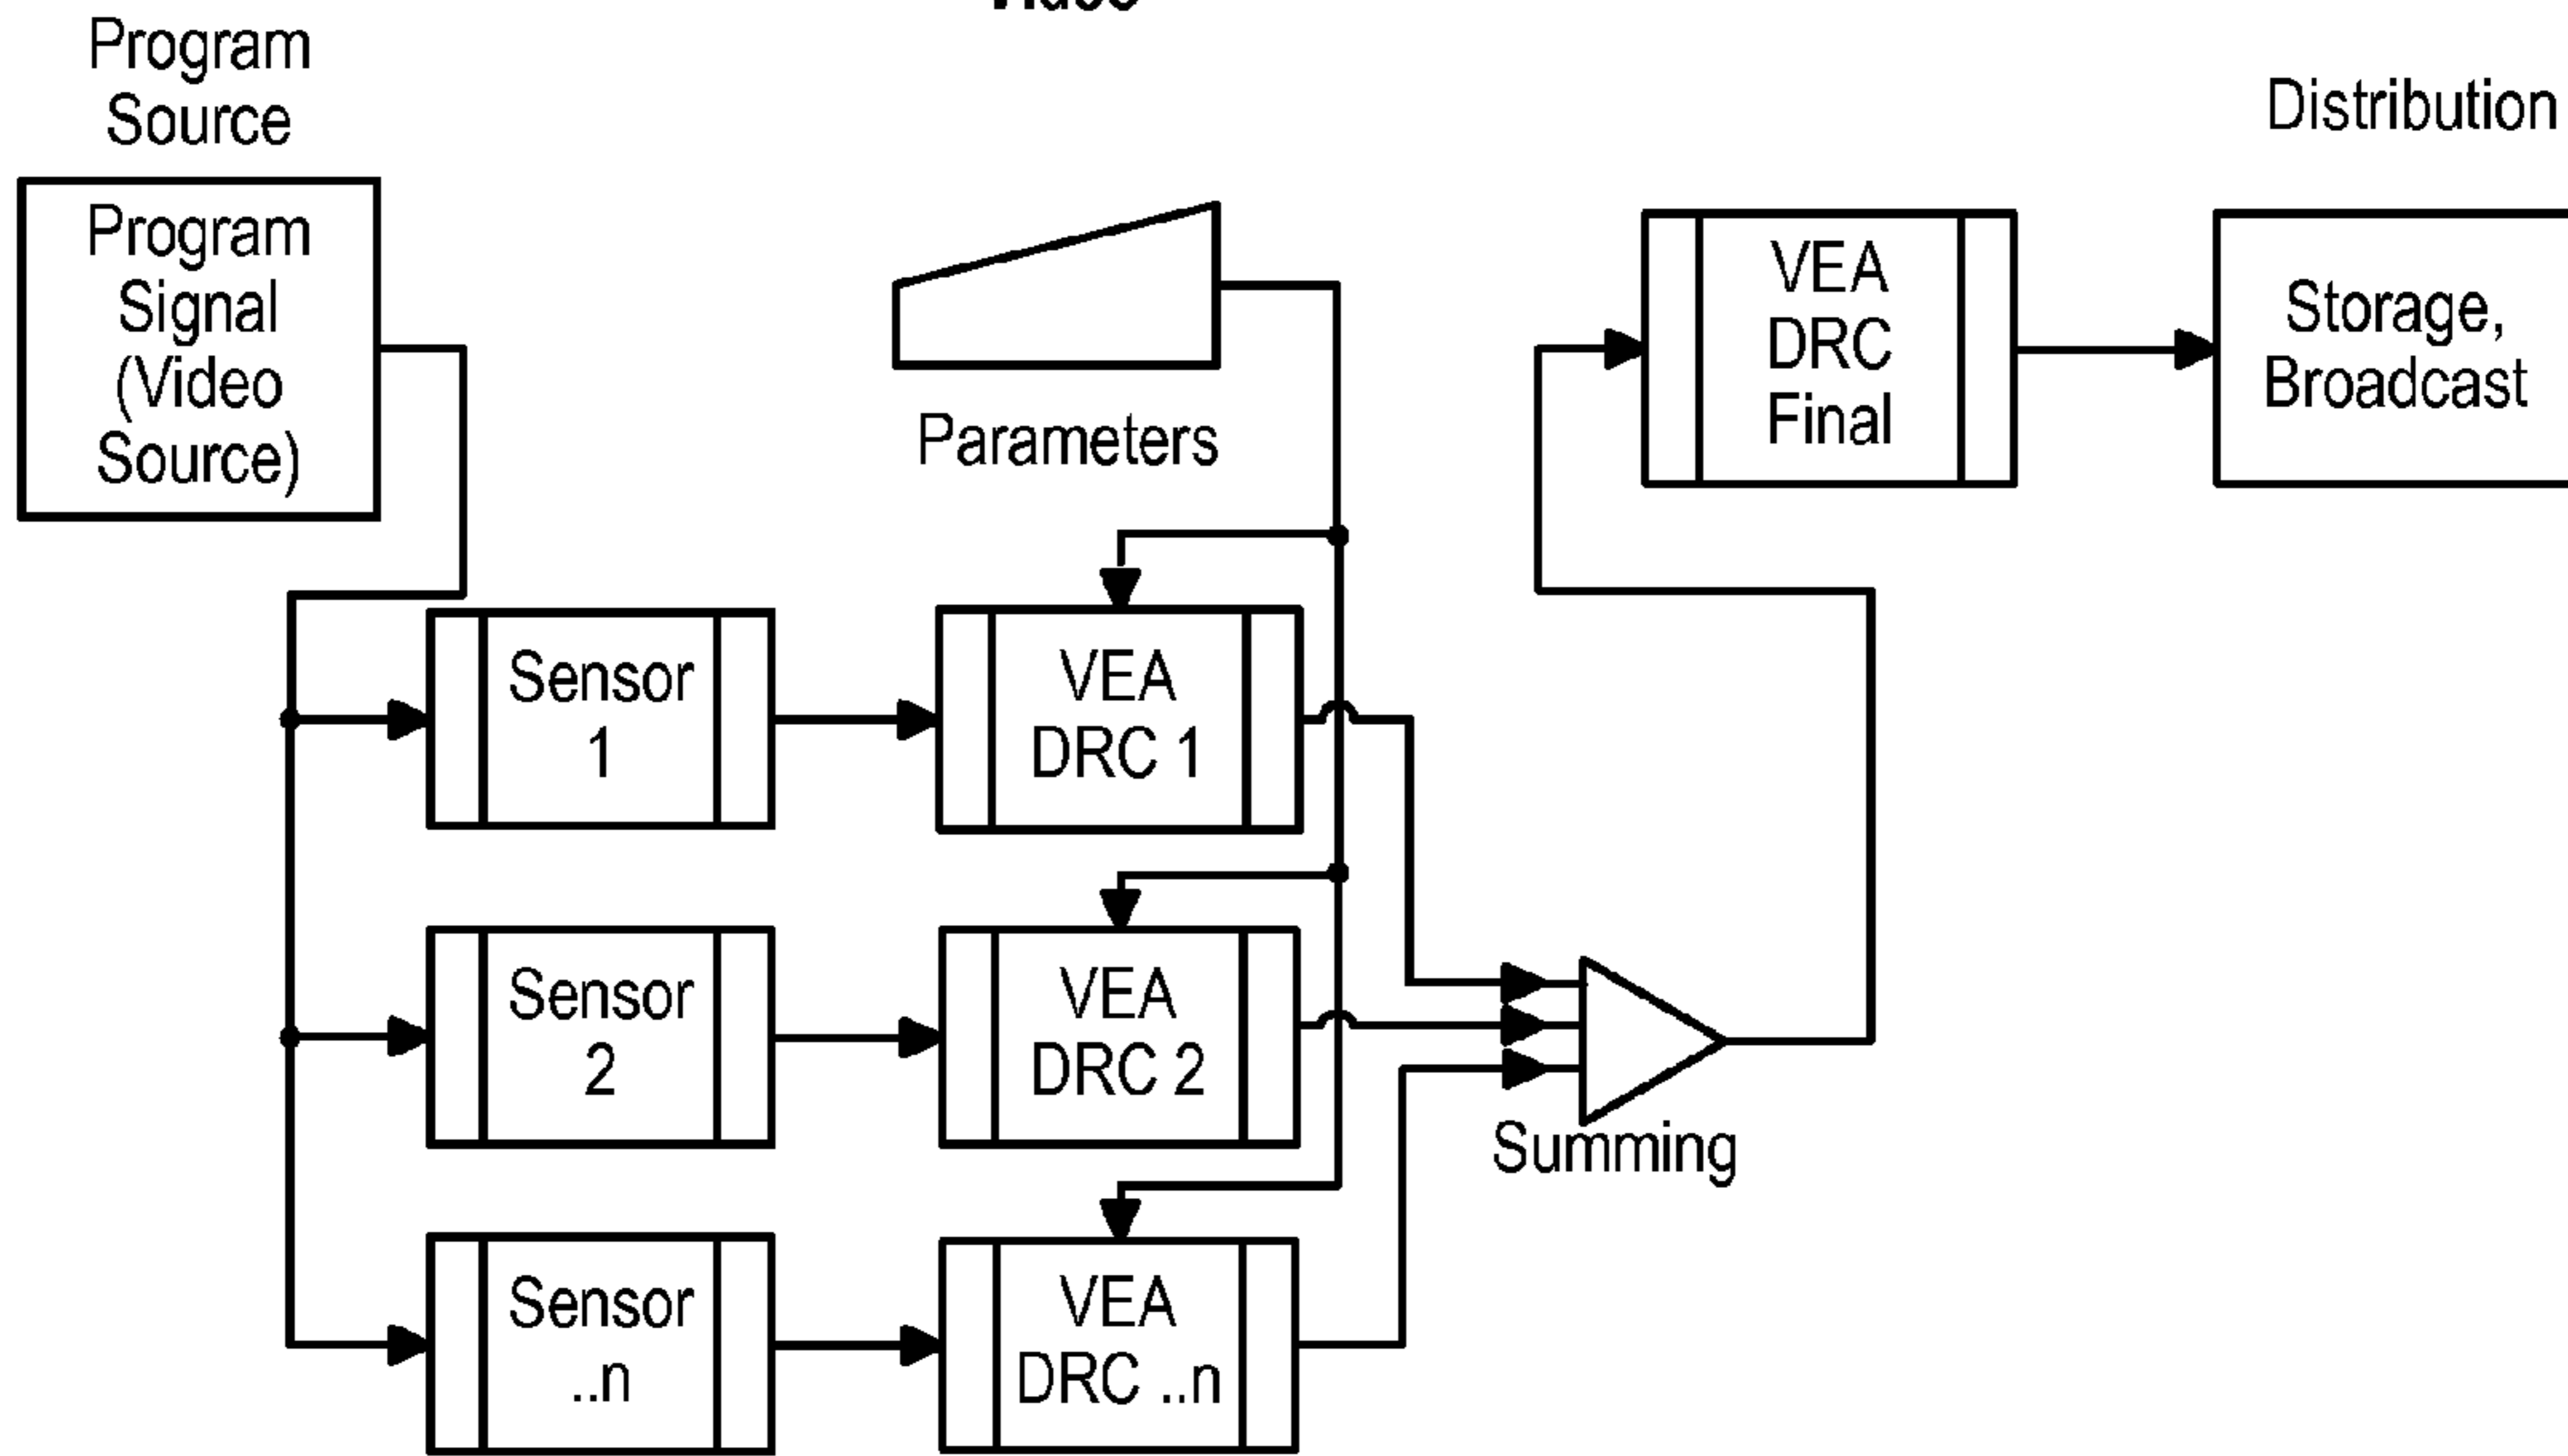 Video
Program
Source
Distribution
Program
Signal
(Video
Source)
Parameters
VEA
DRC
Final
Storage,
Broadcast
Sensor
1
VEA
DRC 1
Sensor
2
VEA
DRC 2
Summing
Sensor
..n
VEA
DRC ..n